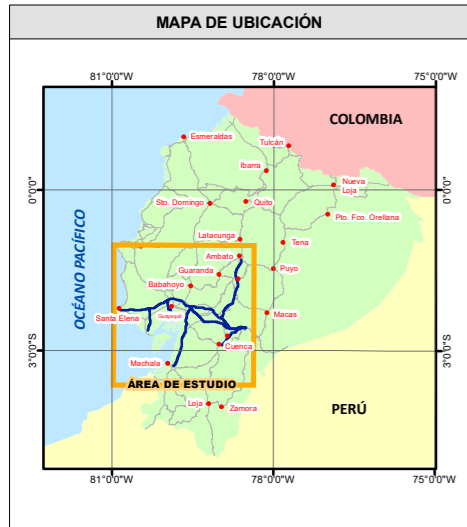 MAPA DE UBICACIÓN
81°0'0"W 78°0'0"W 75°0'0"W
COLOMBIA
Esmeraldas
Tulcán
Ibarra
Nueva
Loja
0°0'0"
0°0'0"
Sto. Domingo
Quito
Pto. Fco. Orellana
OCÉANO PACÍFICO
Latacunga
Tena
Ambato
Guaranda
Puyo
Babahoyo
Santa Elena
Guayaquil
Macas
3°0'0"S
3°0'0"S
Cuenca
Machala
ÁREA DE ESTUDIO
PERÚ
Loja
Zamora
81°0'0"W 78°0'0"W 75°0'0"W